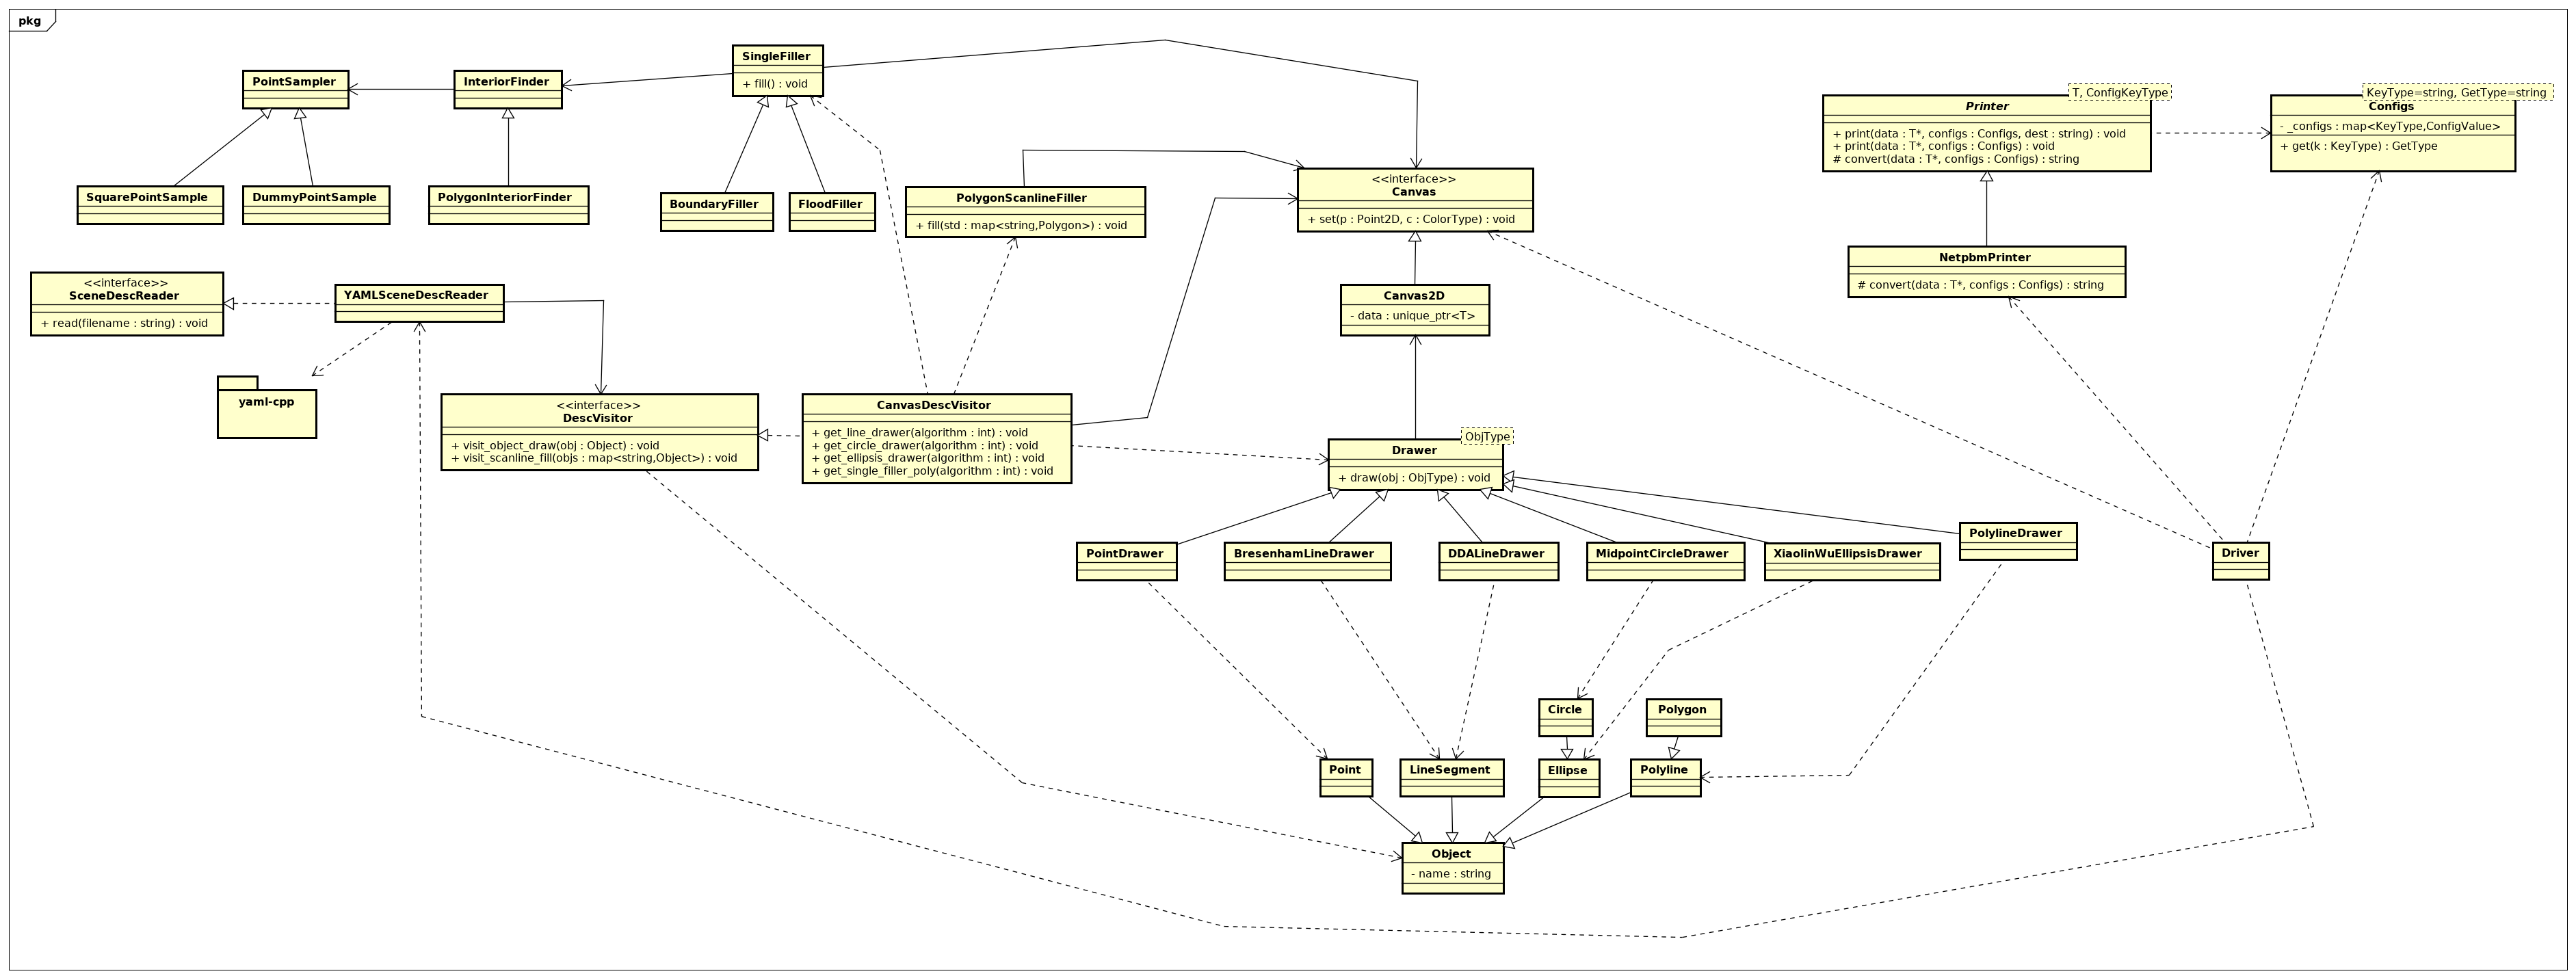 pkg
SingleFiller
+ fill() : void
PointSampler
InteriorFinder
T, ConfigKeyType
Printer
+ print(data : T*, configs : Configs, dest : string) : void
+ print(data : T*, configs : Configs) : void
# convert(data : T*, configs : Configs) : string
KeyType=string, GetType=string
Configs
- _configs : map<KeyType,ConfigValue>
+ get(k : KeyType) : GetType
SquarePointSample
DummyPointSample
PolygonInteriorFinder
BoundaryFiller
FloodFiller
PolygonScanlineFiller
+ fill(std : map<string,Polygon>) : void
<<interface>>
Canvas
+ set(p : Point2D, c : ColorType) : void
NetpbmPrinter
# convert(data : T*, configs : Configs) : string
<<interface>>
SceneDescReader
+ read(filename : string) : void
YAMLSceneDescReader
Canvas2D
- data : unique_ptr<T>
yaml-cpp
<<interface>>
DescVisitor
+ visit_object_draw(obj : Object) : void
+ visit_scanline_fill(objs : map<string,Object>) : void
CanvasDescVisitor
+ get_line_drawer(algorithm : int) : void
+ get_circle_drawer(algorithm : int) : void
+ get_ellipsis_drawer(algorithm : int) : void
+ get_single_filler_poly(algorithm : int) : void
ObjType
Drawer
+ draw(obj : ObjType) : void
PointDrawer
BresenhamLineDrawer
DDALineDrawer
MidpointCircleDrawer
XiaolinWuEllipsisDrawer
PolylineDrawer
Driver
Circle
Polygon
Point
LineSegment
Ellipse
Polyline
Object
- name : string